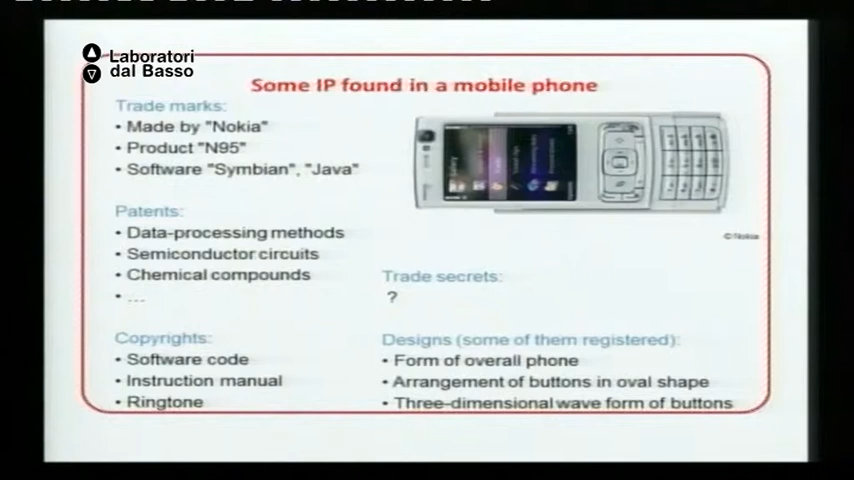 Laboratori
dal Basso
Some IP found in a mobile phone
Trade marks:
• Made by "Nokia"
• Product "N95"
• Software "Symbian", "Java"
Patents:
• Data-processing methods
• Semiconductor circuits
• Chemical compounds
• ...
Copyrights:
• Software code
• Instruction manual
• Ringtone
© Nokia
Trade secrets:
?
Designs (some of them registered):
• Form of overall phone
• Arrangement of buttons in oval shape
• Three-dimensional wave form of buttons